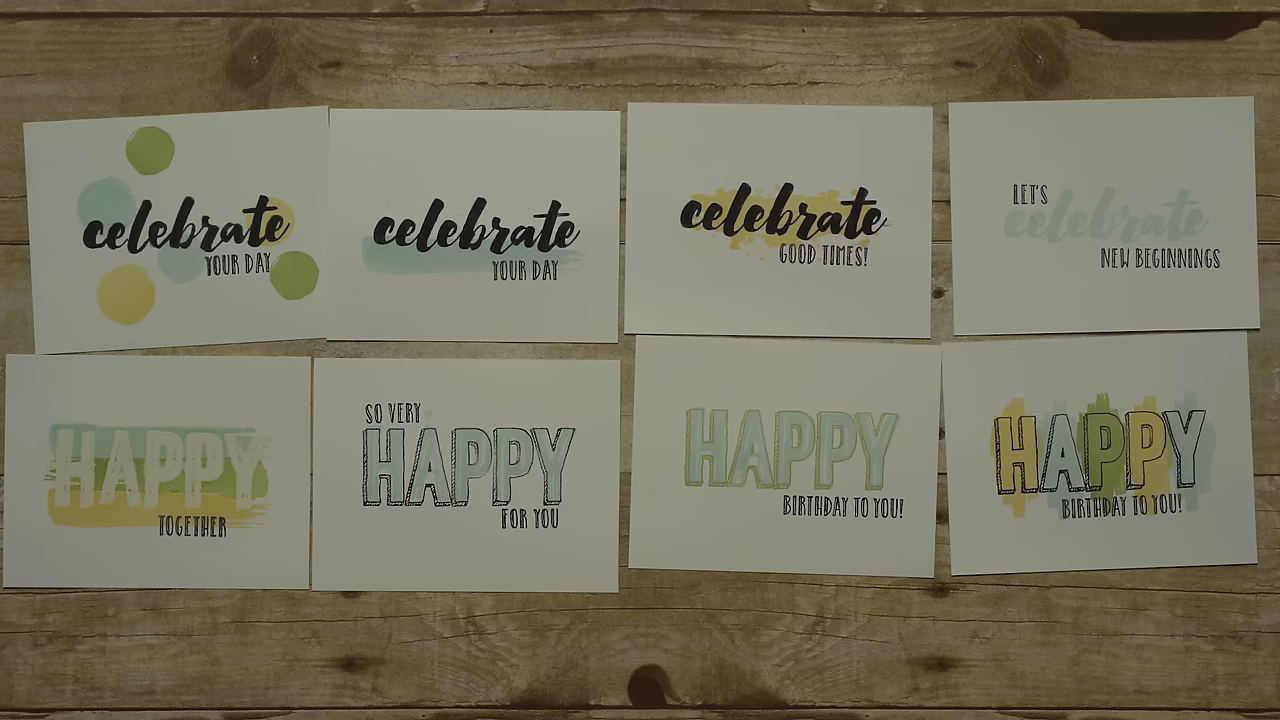 celebrate
YOUR DAY
celebrate
YOUR DAY
celebrate
GOOD TIMES!
LET'S
celebrate
NEW BEGINNINGS
HAPPY
TOGETHER
SO VERY
HAPPY
FOR YOU
HAPPY
BIRTHDAY TO YOU!
HAPPY
BIRTHDAY TO YOU!